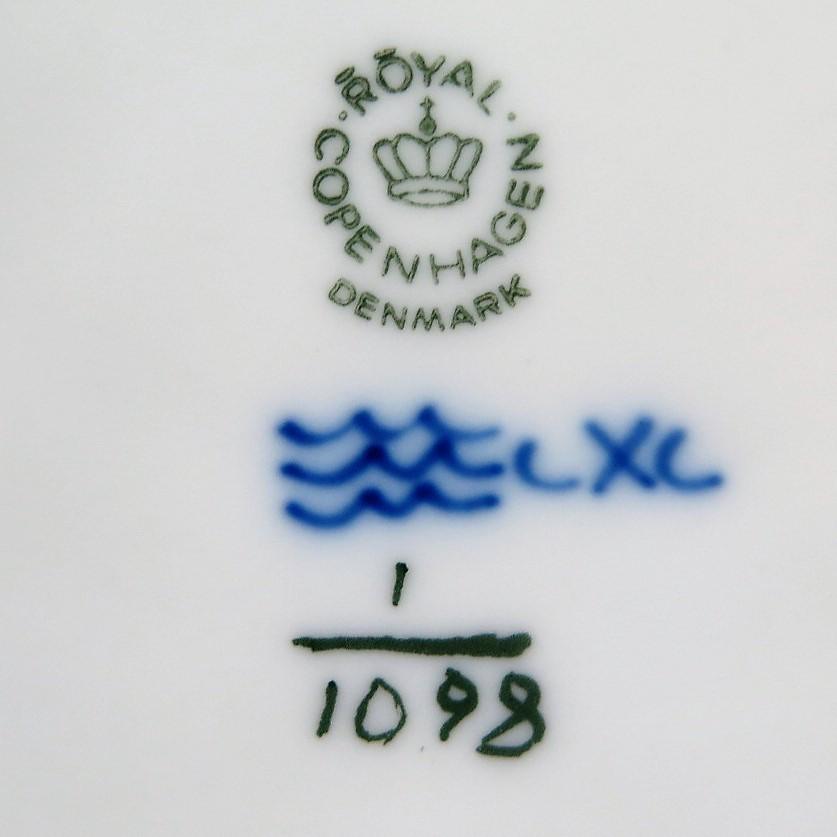 ROYAL
COPENHAGEN
DENMARK
LXL
1
1098